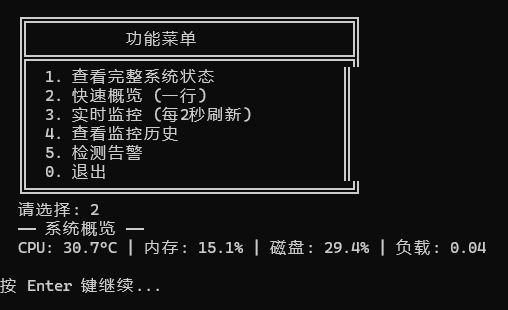 功能菜单
1. 查看完整系统状态
2. 快速概览 (一行)
3. 实时监控 (每2秒刷新)
4. 查看监控历史
5. 检测告警
0. 退出
请选择: 2
── 系统概览 ──
CPU: 30.7°C | 内存: 15.1% | 磁盘: 29.4% | 负载: 0.04
按 Enter 键继续...